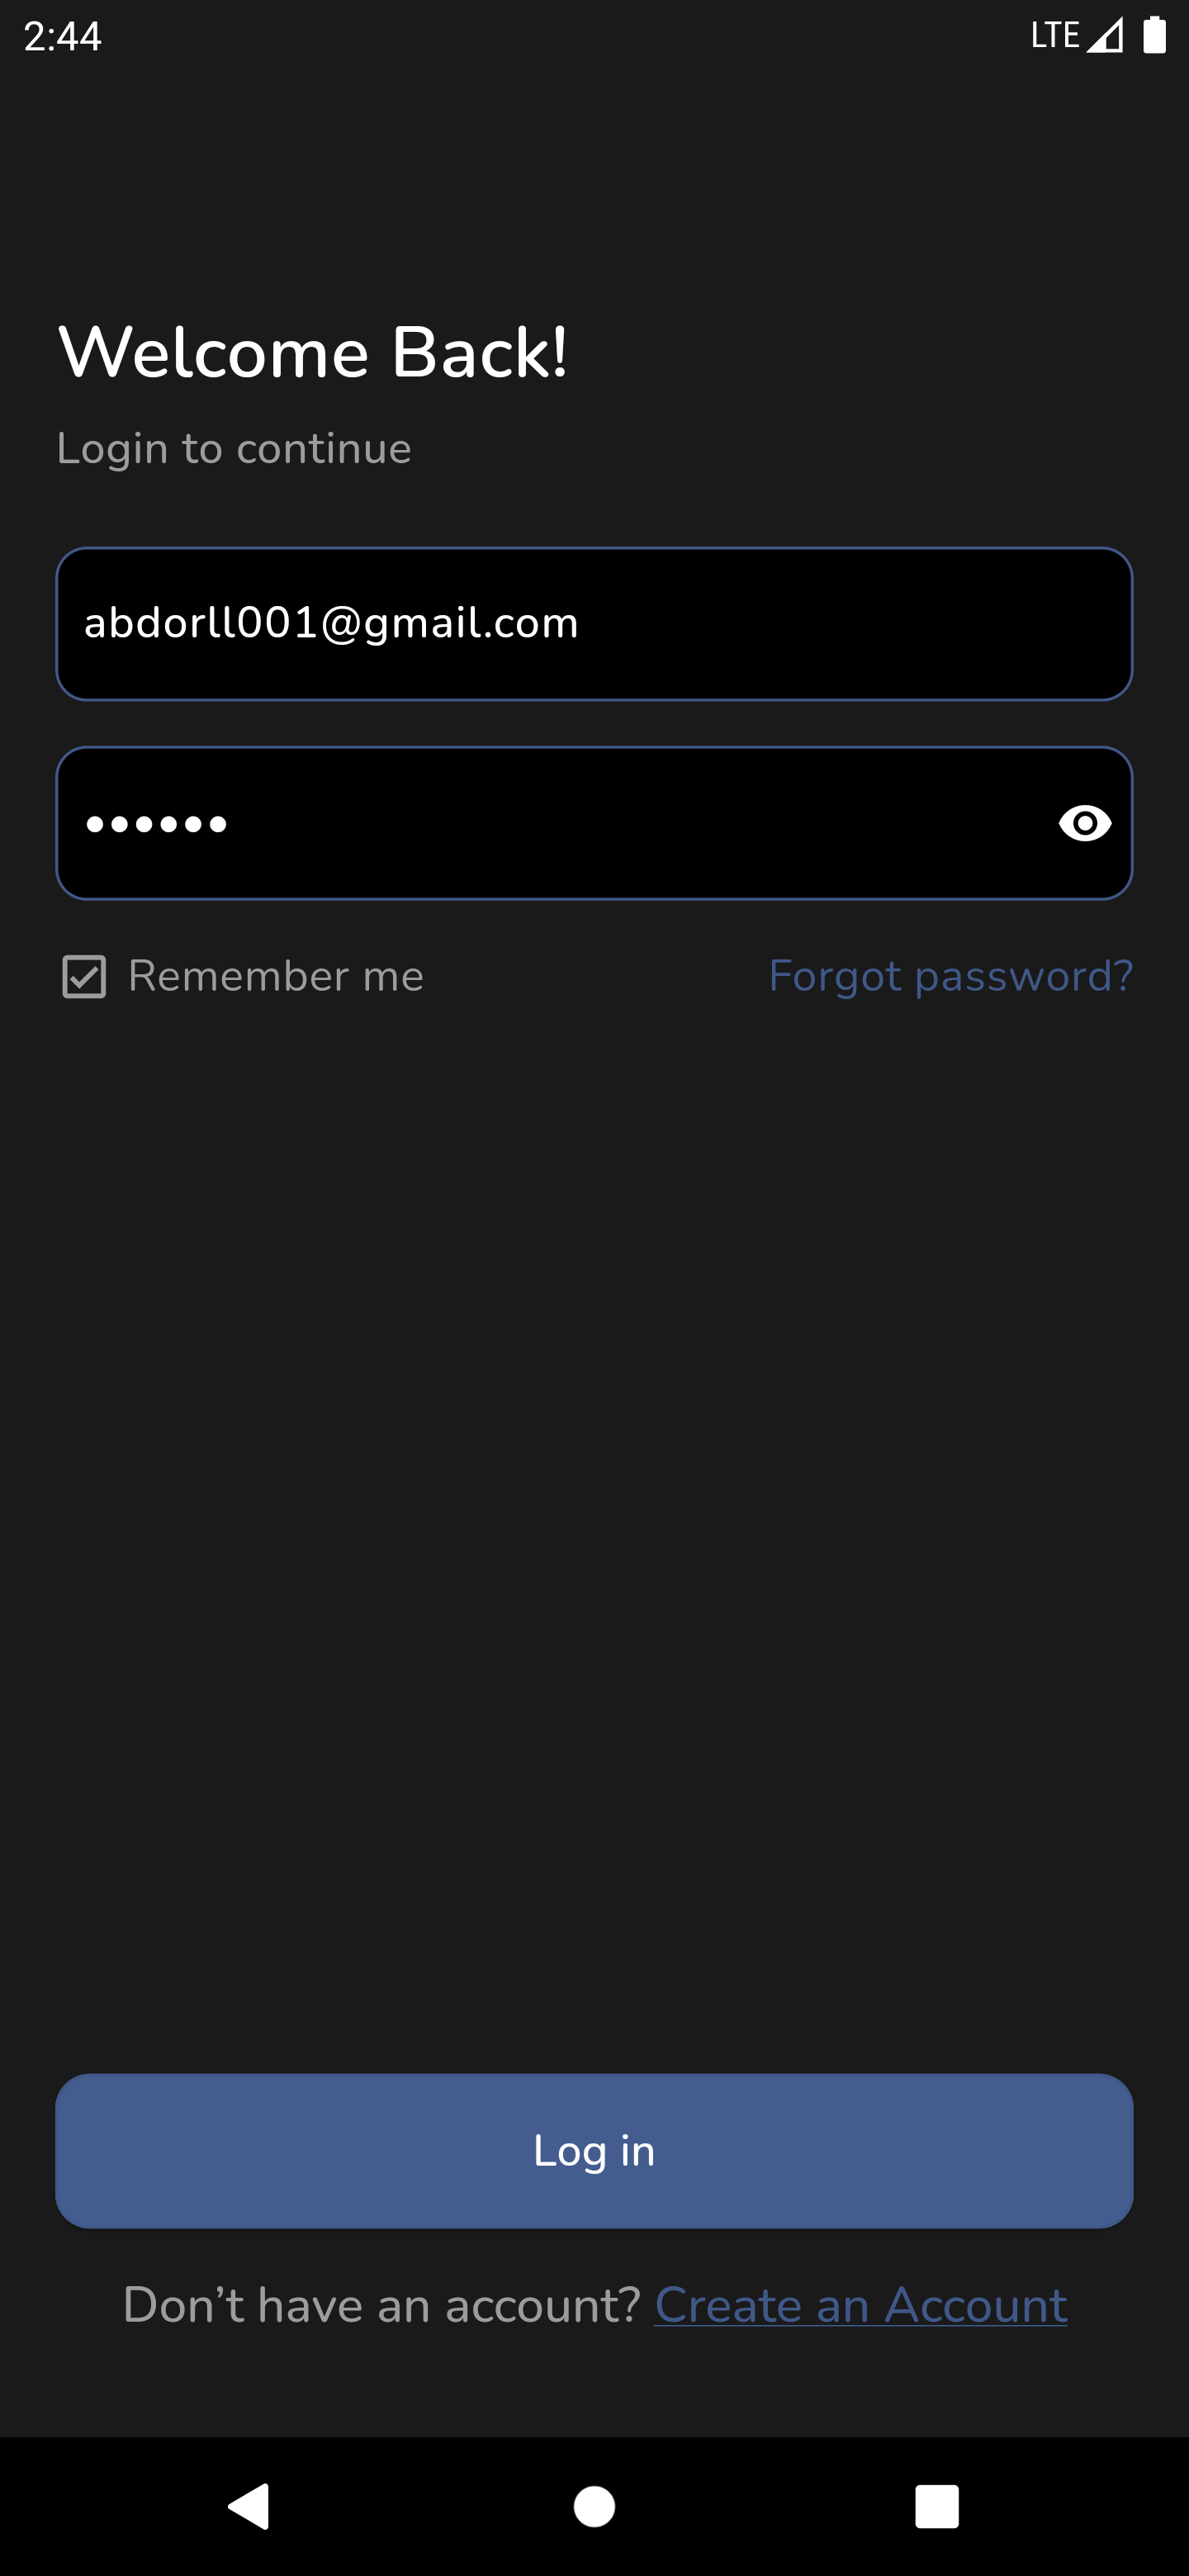 2:44 LTE
Welcome Back!
Login to continue
abdorll001@gmail.com
••••••
Remember me Forgot password?
Log in
Don’t have an account? Create an Account